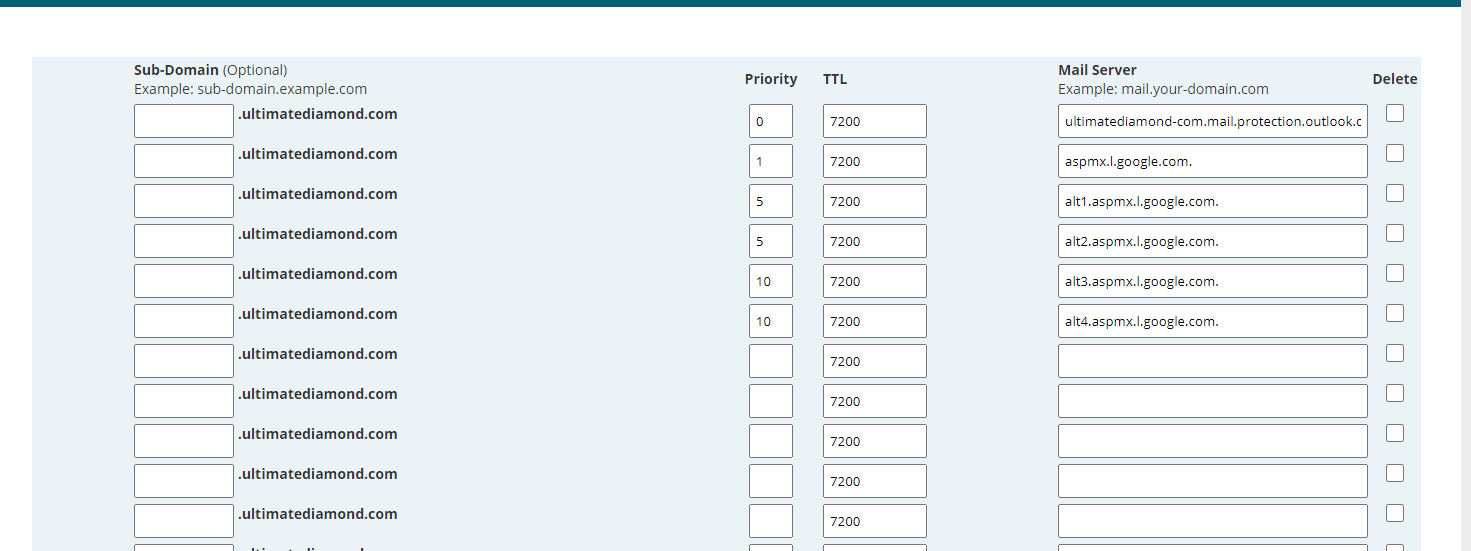 Sub-Domain (Optional)
Example: sub-domain.example.com
Priority
TTL
Mail Server
Example: mail.your-domain.com
Delete
.ultimatediamond.com 0 7200 ultimatediamond-com.mail.protection.outlook.c
.ultimatediamond.com 1 7200 aspmx.l.google.com.
.ultimatediamond.com 5 7200 alt1.aspmx.l.google.com.
.ultimatediamond.com 5 7200 alt2.aspmx.l.google.com.
.ultimatediamond.com 10 7200 alt3.aspmx.l.google.com.
.ultimatediamond.com 10 7200 alt4.aspmx.l.google.com.
.ultimatediamond.com 7200
.ultimatediamond.com 7200
.ultimatediamond.com 7200
.ultimatediamond.com 7200
.ultimatediamond.com 7200